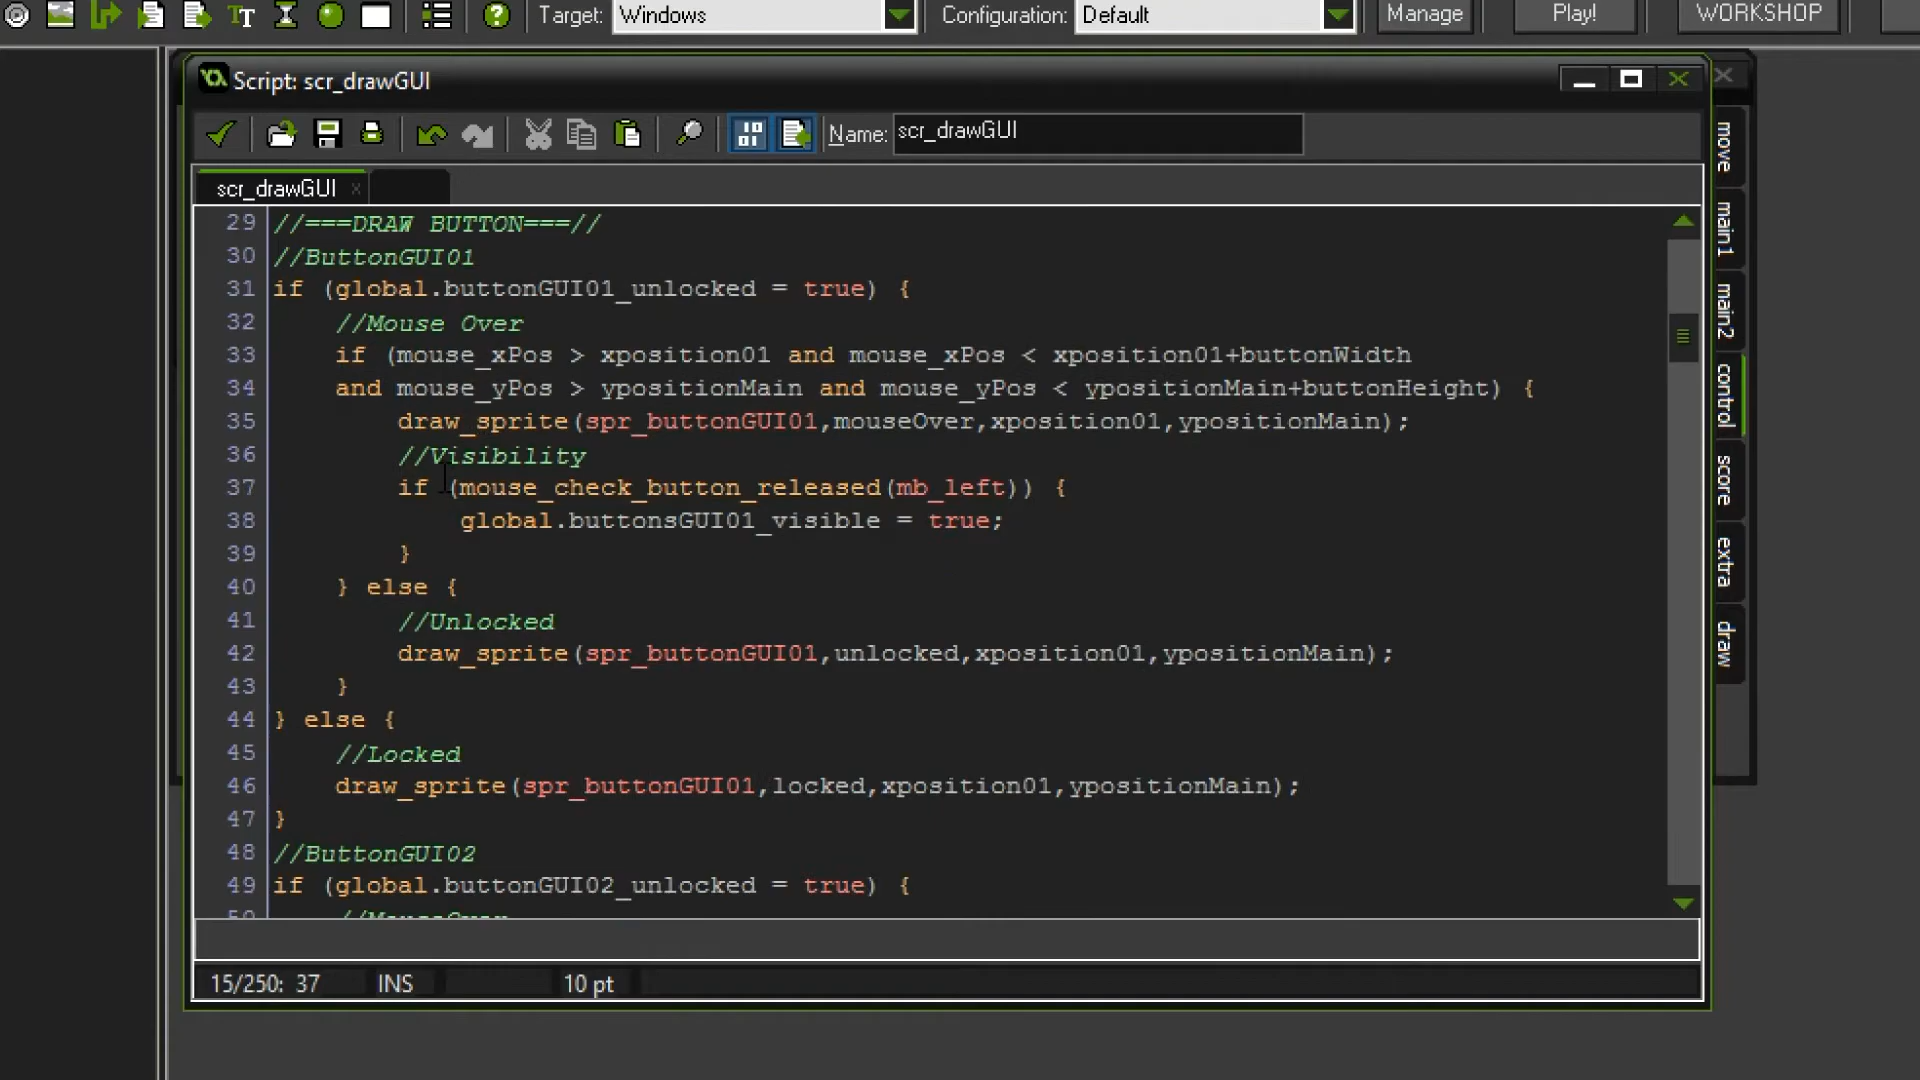 Target: Windows Configuration: Default Manage Play! WORKSHOP
Script: scr_drawGUI
Name: scr_drawGUI
scr_drawGUI x
29 //===DRAW BUTTON===//
30 //ButtonGUI01
31 if (global.buttonGUI01_unlocked = true) {
32 //Mouse Over
33 if (mouse_xPos > xposition01 and mouse_xPos < xposition01+buttonWidth
34 and mouse_yPos > ypositionMain and mouse_yPos < ypositionMain+buttonHeight) {
35 draw_sprite(spr_buttonGUI01,mouseOver,xposition01,ypositionMain);
36 //Visibility
37 if (mouse_check_button_released(mb_left)) {
38 global.buttonsGUI01_visible = true;
39 }
40 } else {
41 //Unlocked
42 draw_sprite(spr_buttonGUI01,unlocked,xposition01,ypositionMain);
43 }
44 } else {
45 //Locked
46 draw_sprite(spr_buttonGUI01,locked,xposition01,ypositionMain);
47 }
48 //ButtonGUI02
49 if (global.buttonGUI02_unlocked = true) {
50 //MouseOver
15/250: 37 INS 10 pt
move
main1
main2
control
score
extra
draw